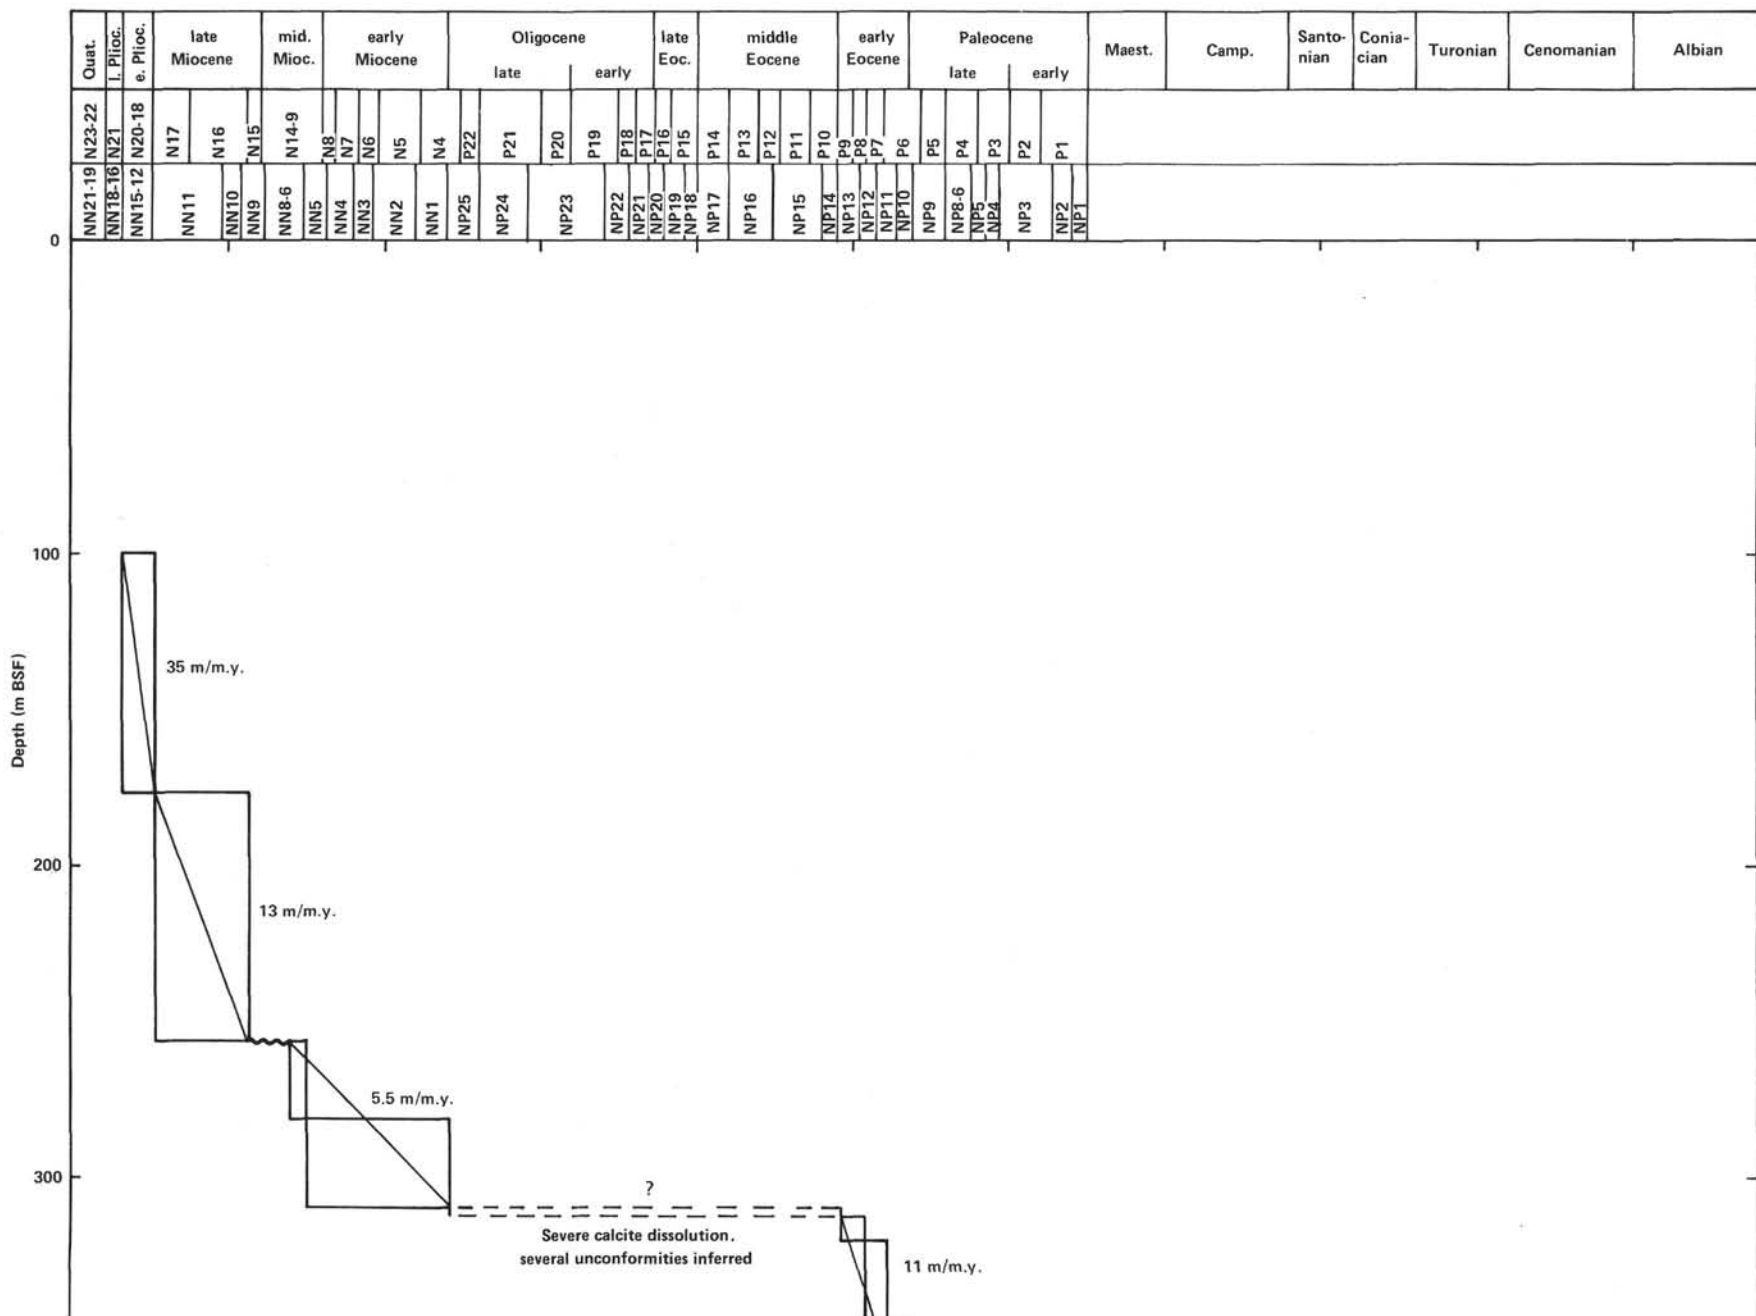 Quat.
l. Plioc.
e. Plioc.
late
Miocene
mid.
Mioc.
early
Miocene
Oligocene
late
early
late
Eoc.
middle
Eocene
early
Eocene
Paleocene
late
early
Maest.
Camp.
Santo-
nian
Conia-
cian
Turonian
Cenomanian
Albian
N23-22
N21
N20-18
N17
N16
N15
N14-9
N8
N7
N6
N5
N4
P22
P21
P20
P19
P18
P17
P16
P15
P14
P13
P12
P11
P10
P9
P8
P7
P6
P5
P4
P3
P2
P1
NN21-19
NN18-16
NN15-12
NN11
NN10
NN9
NN8-6
NN5
NN4
NN3
NN2
NN1
NP25
NP24
NP23
NP22
NP21
NP20
NP19
NP18
NP17
NP16
NP15
NP14
NP13
NP12
NP11
NP10
NP9
NP8-6
NP5
NP4
NP3
NP2
NP1
0
100
35 m/m.y.
Depth (m BSF)
200
13 m/m.y.
5.5 m/m.y.
300
?
Severe calcite dissolution.
several unconformities inferred
11 m/m.y.